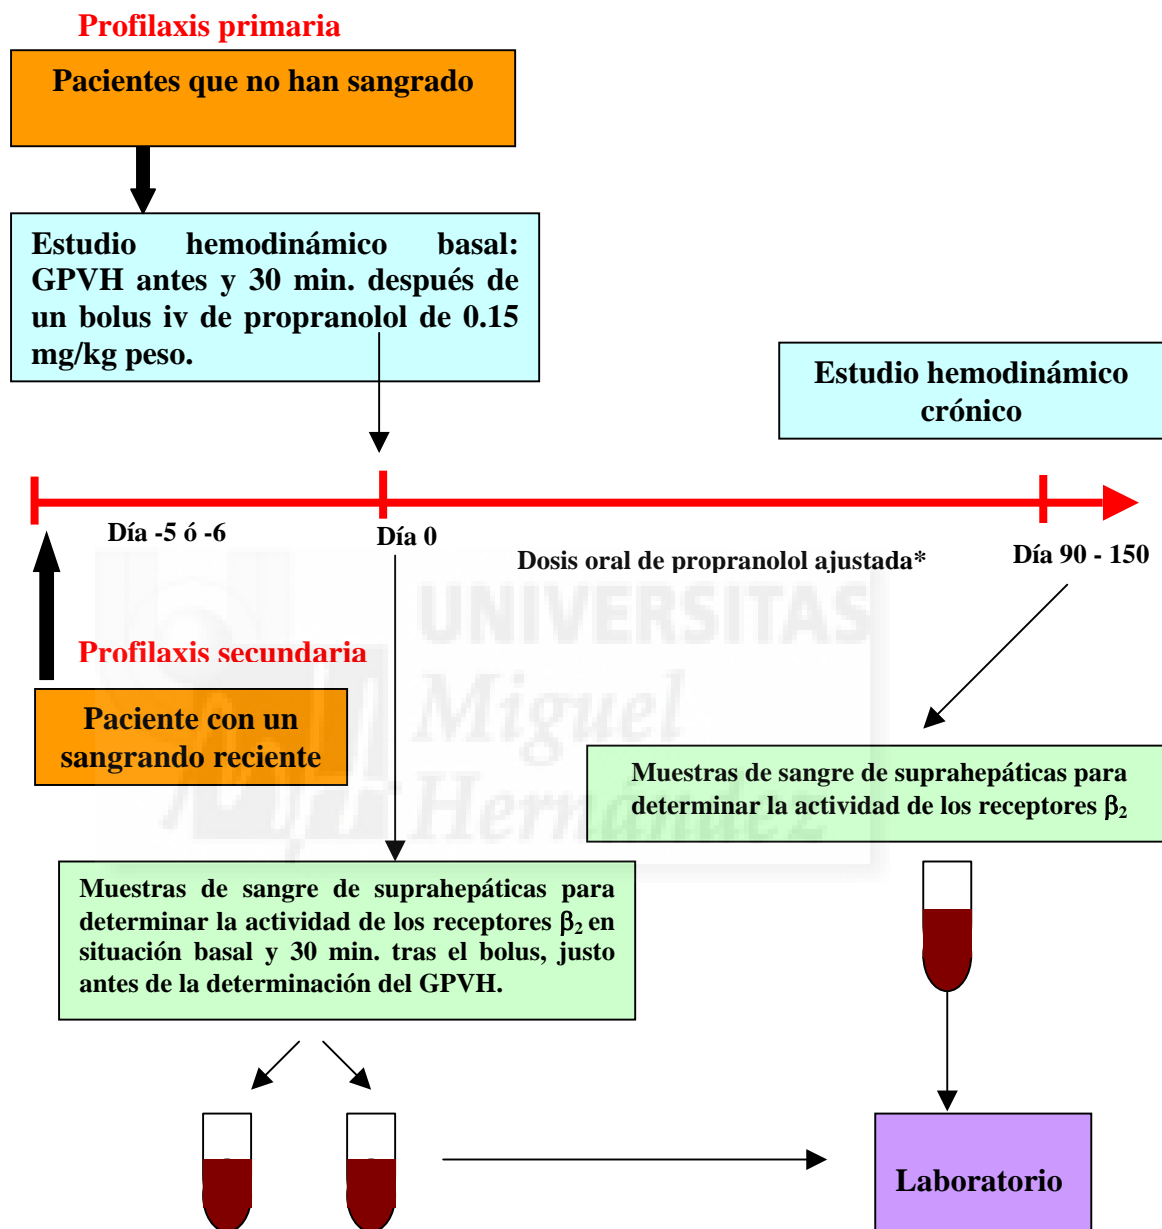 Profilaxis primaria
Pacientes que no han sangrado
Estudio hemodinámico basal:
GPVH antes y 30 min. después de
un bolus iv de propranolol de 0.15
mg/kg peso.
Estudio hemodinámico
crónico
Día -5 ó -6
Día 0
Dosis oral de propranolol ajustada*
Día 90 - 150
UNIVERSITAS
Miguel
Hernández
Profilaxis secundaria
Paciente con un
sangrando reciente
Muestras de sangre de suprahepáticas para
determinar la actividad de los receptores β₂
Muestras de sangre de suprahepáticas para
determinar la actividad de los receptores β₂ en
situación basal y 30 min. tras el bolus, justo
antes de la determinación del GPVH.
Laboratorio